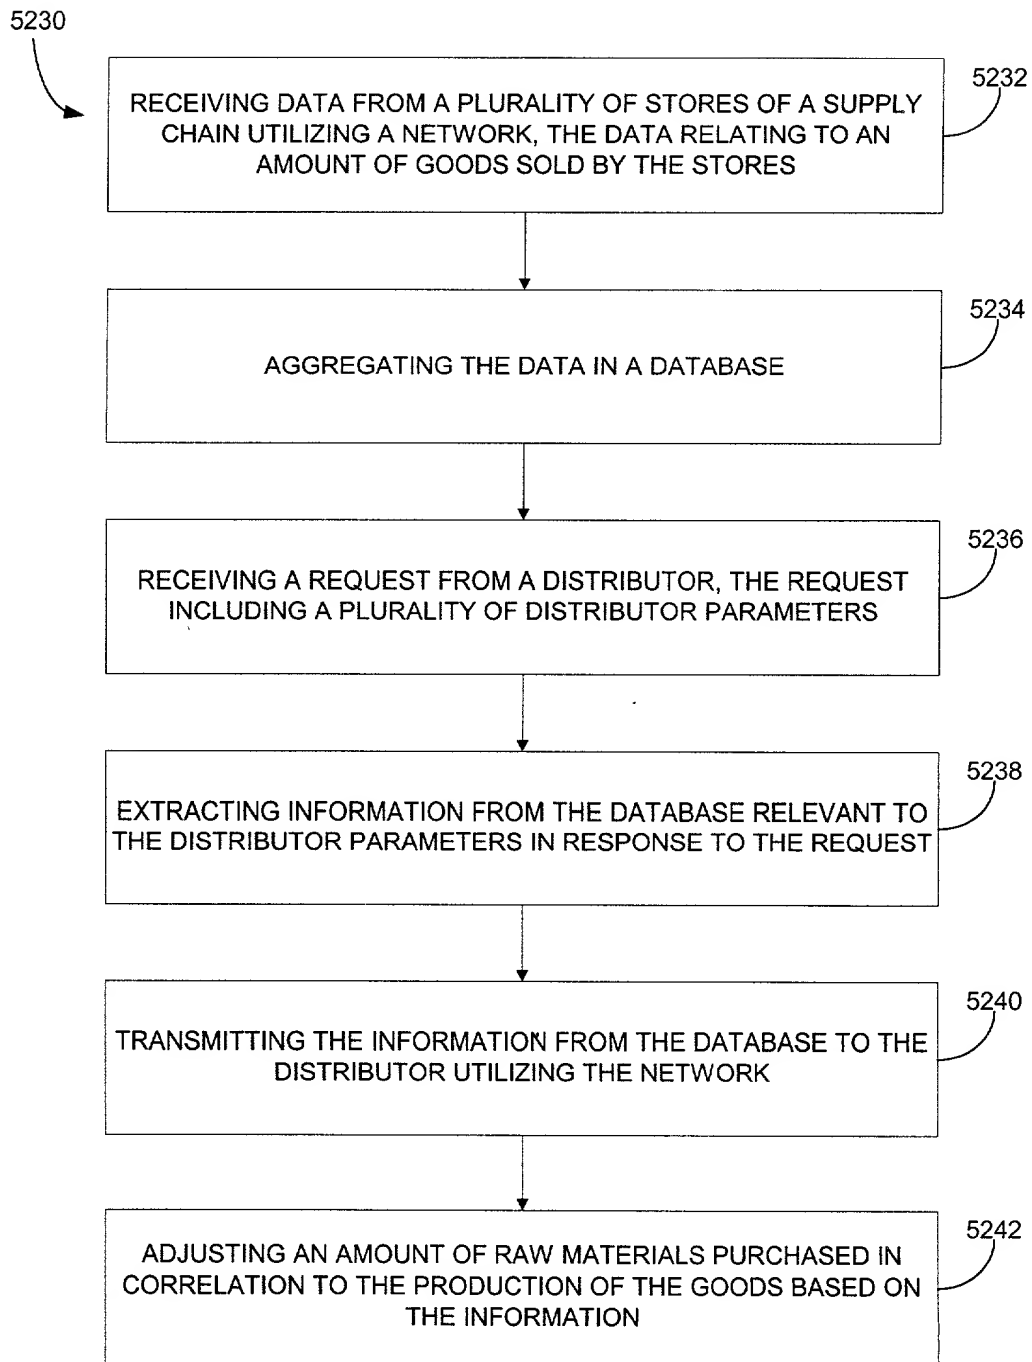 5230
5232
RECEIVING DATA FROM A PLURALITY OF STORES OF A SUPPLY
CHAIN UTILIZING A NETWORK, THE DATA RELATING TO AN
AMOUNT OF GOODS SOLD BY THE STORES
5234
AGGREGATING THE DATA IN A DATABASE
5236
RECEIVING A REQUEST FROM A DISTRIBUTOR, THE REQUEST
INCLUDING A PLURALITY OF DISTRIBUTOR PARAMETERS
5238
EXTRACTING INFORMATION FROM THE DATABASE RELEVANT TO
THE DISTRIBUTOR PARAMETERS IN RESPONSE TO THE REQUEST
5240
TRANSMITTING THE INFORMATION FROM THE DATABASE TO THE
DISTRIBUTOR UTILIZING THE NETWORK
5242
ADJUSTING AN AMOUNT OF RAW MATERIALS PURCHASED IN
CORRELATION TO THE PRODUCTION OF THE GOODS BASED ON
THE INFORMATION